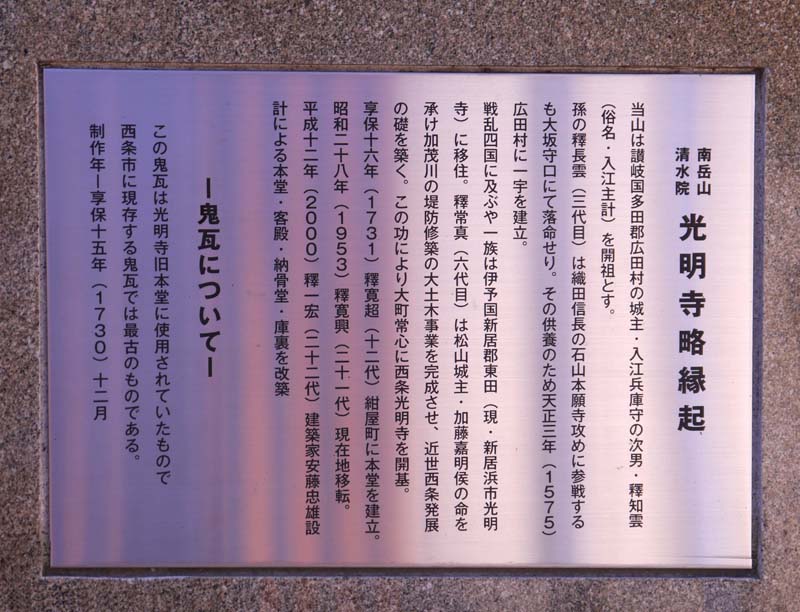 南岳山
清水院
光明寺略縁起
当山は讃岐国多田郡広田村の城主・入江兵庫守の次男・釋知雲
（俗名・入江主計）を開祖とす。
孫の釋長雲（三代目）は織田信長の石山本願寺攻めに参戦する
も大坂守口にて落命せり。その供養のため天正三年（1575）
広田村に一宇を建立。
戦乱四国に及ぶや一族は伊予国新居郡東田（現・新居浜市光明
寺）に移住。釋常真（六代目）は松山城主・加藤嘉明侯の命を
承け加茂川の堤防修築の大土木事業を完成させ、近世西条発展
の礎を築く。この功により大町常心に西条光明寺を開基。
享保十六年（1731）釋寛超（十二代）紺屋町に本堂を建立。
昭和二十八年（1953）釋寛興（二十一代）現在地移転。
平成十二年（2000）釋一宏（二十二代）建築家安藤忠雄設
計による本堂・客殿・納骨堂・庫裏を改築
ー鬼瓦についてー
この鬼瓦は光明寺旧本堂に使用されていたもので
西条市に現存する鬼瓦では最古のものである。
制作年ー享保十五年（1730）十二月